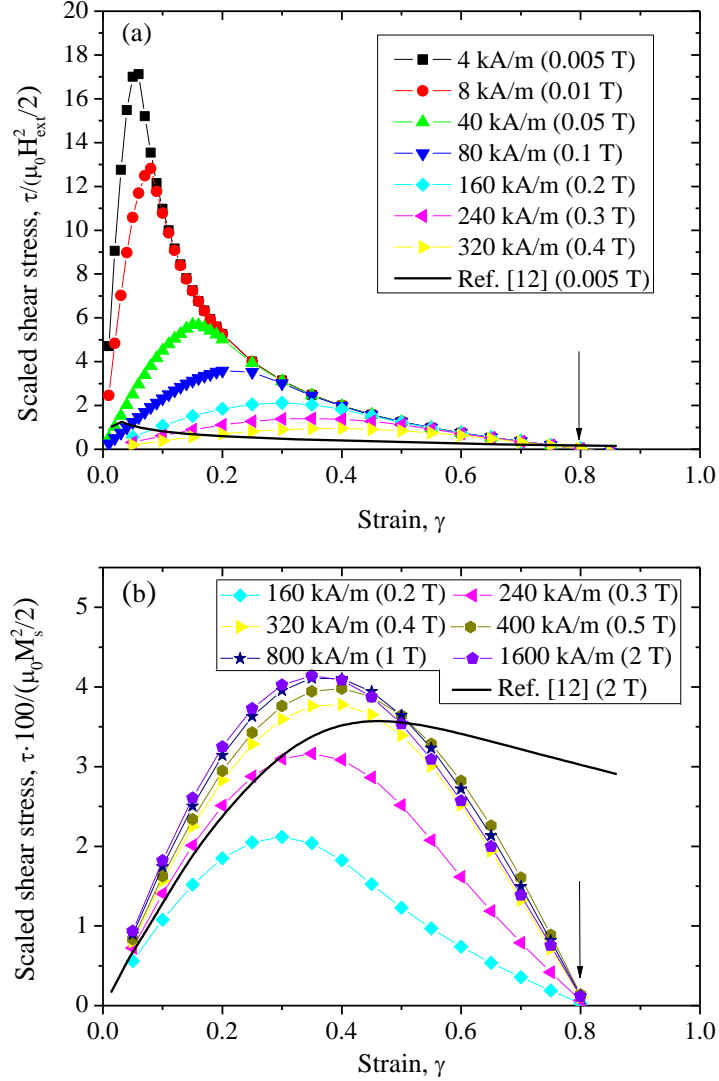 (a)
20
18
16
14
12
10
8
6
4
2
0
Scaled shear stress, τ/(μ₀H²ext/2)
4 kA/m (0.005 T)
8 kA/m (0.01 T)
40 kA/m (0.05 T)
80 kA/m (0.1 T)
160 kA/m (0.2 T)
240 kA/m (0.3 T)
320 kA/m (0.4 T)
Ref. [12] (0.005 T)
0.0 0.2 0.4 0.6 0.8 1.0
Strain, γ
(b)
5
4
3
2
1
0
Scaled shear stress, τ·100/(μ₀M²s/2)
160 kA/m (0.2 T) 240 kA/m (0.3 T)
320 kA/m (0.4 T) 400 kA/m (0.5 T)
800 kA/m (1 T) 1600 kA/m (2 T)
Ref. [12] (2 T)
0.0 0.2 0.4 0.6 0.8 1.0
Strain, γ